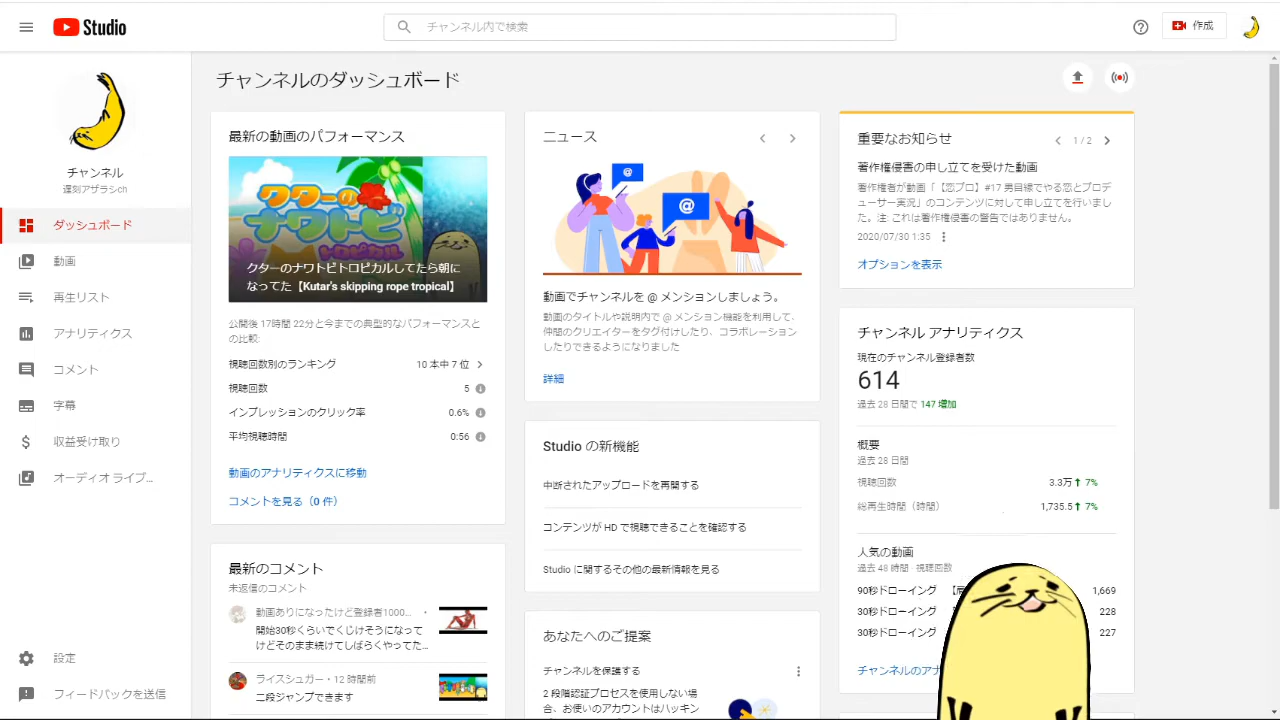 Studio
チャンネル内で検索
作成
チャンネル
遅刻アザラシch
ダッシュボード
動画
再生リスト
アナリティクス
コメント
字幕
収益受け取り
オーディオ ライブ...
設定
フィードバックを送信
チャンネルのダッシュボード
最新の動画のパフォーマンス
クターの
ナワトビ
トロピカル
クターのナワトビトロピカルしてたら朝に
なってた【Kutar's skipping rope tropical】
公開後 17時間 22分と今までの典型的なパフォーマンスと
の比較:
視聴回数別のランキング 10 本中 7 位
視聴回数 5
インプレッションのクリック率 0.6%
平均視聴時間 0:56
動画のアナリティクスに移動
コメントを見る（0 件）
最新のコメント
未返信のコメント
動画ありになったけど登録者1000... ・
開始30秒くらいでくじけそうになって
けどそのまま続けてしばらくやってた...
ライスシュガー・12 時間前
二段ジャンプできます
ニュース
@
@
動画でチャンネルを @ メンションしましょう。
動画のタイトルや説明内で @ メンション機能を利用して、
仲間のクリエイターをタグ付けしたり、コラボレーション
したりできるようになりました
詳細
Studio の新機能
中断されたアップロードを再開する
コンテンツが HD で視聴できることを確認する
Studio に関するその他の最新情報を見る
あなたへのご提案
チャンネルを保護する
2 段階認証プロセスを使用しない場
合、お使いのアカウントはハッキン
重要なお知らせ
1 / 2
著作権侵害の申し立てを受けた動画
著作権者が動画「【恋プロ】#17 男目線でやる恋とプロデ
ューサー実況」のコンテンツに対して申し立てを行いまし
た。注: これは著作権侵害の警告ではありません。
2020/07/30 1:35
オプションを表示
チャンネル アナリティクス
現在のチャンネル登録者数
614
過去 28 日間で 147 増加
概要
過去 28 日間
視聴回数 3.3万 7%
総再生時間（時間） 1,735.5 7%
人気の動画
過去 48 時間 · 視聴回数
90秒ドローイング 1,669
30秒ドローイング 228
30秒ドローイング 227
チャンネルのアナ